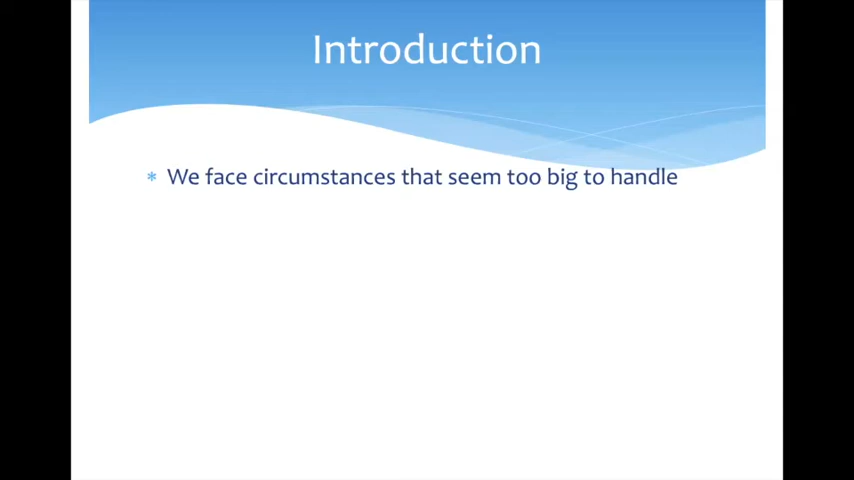 Introduction
* We face circumstances that seem too big to handle